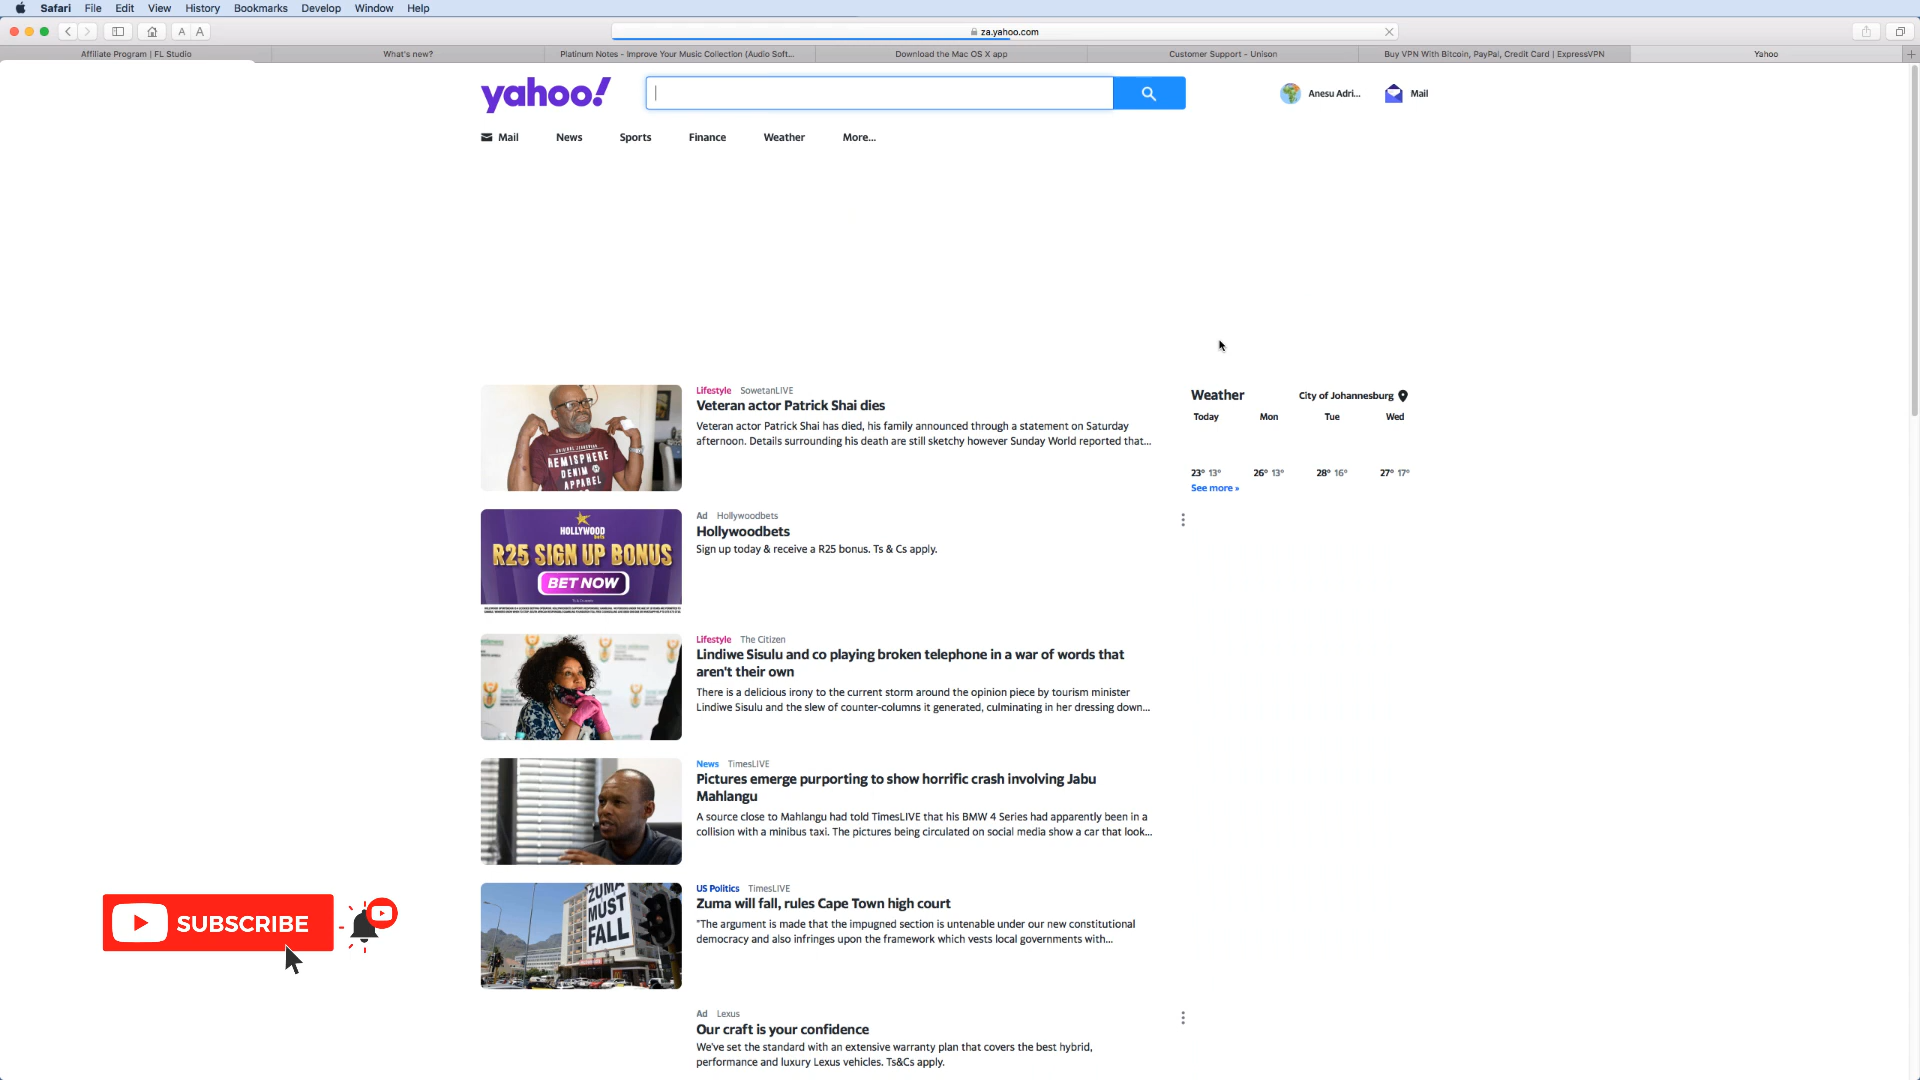 Safari File Edit View History Bookmarks Develop Window Help
A A za.yahoo.com
Affiliate Program | FL Studio What's new? Platinum Notes - Improve Your Music Collection (Audio Soft... Download the Mac OS X app Customer Support - Unison Buy VPN With Bitcoin, PayPal, Credit Card | ExpressVPN Yahoo
yahoo!
Anesu Adri... Mail
Mail News Sports Finance Weather More...
Lifestyle SowetanLIVE
Veteran actor Patrick Shai dies
Veteran actor Patrick Shai has died, his family announced through a statement on Saturday
afternoon. Details surrounding his death are still sketchy however Sunday World reported that...
HEMISPHERE
DENIM
APPAREL
Weather City of Johannesburg
Today Mon Tue Wed
23° 13° 26° 13° 28° 16° 27° 17°
See more »
HOLLYWOOD
bets
R25 SIGN UP BONUS
BET NOW
Ad Hollywoodbets
Hollywoodbets
Sign up today & receive a R25 bonus. Ts & Cs apply.
Lifestyle The Citizen
Lindiwe Sisulu and co playing broken telephone in a war of words that
aren't their own
There is a delicious irony to the current storm around the opinion piece by tourism minister
Lindiwe Sisulu and the slew of counter-columns it generated, culminating in her dressing down...
News TimesLIVE
Pictures emerge purporting to show horrific crash involving Jabu
Mahlangu
A source close to Mahlangu had told TimesLIVE that his BMW 4 Series had apparently been in a
collision with a minibus taxi. The pictures being circulated on social media show a car that look...
ZUMA
MUST
FALL
US Politics TimesLIVE
Zuma will fall, rules Cape Town high court
"The argument is made that the impugned section is untenable under our new constitutional
democracy and also infringes upon the framework which vests local governments with...
SUBSCRIBE
Ad Lexus
Our craft is your confidence
We've set the standard with an extensive warranty plan that covers the best hybrid,
performance and luxury Lexus vehicles. Ts&Cs apply.